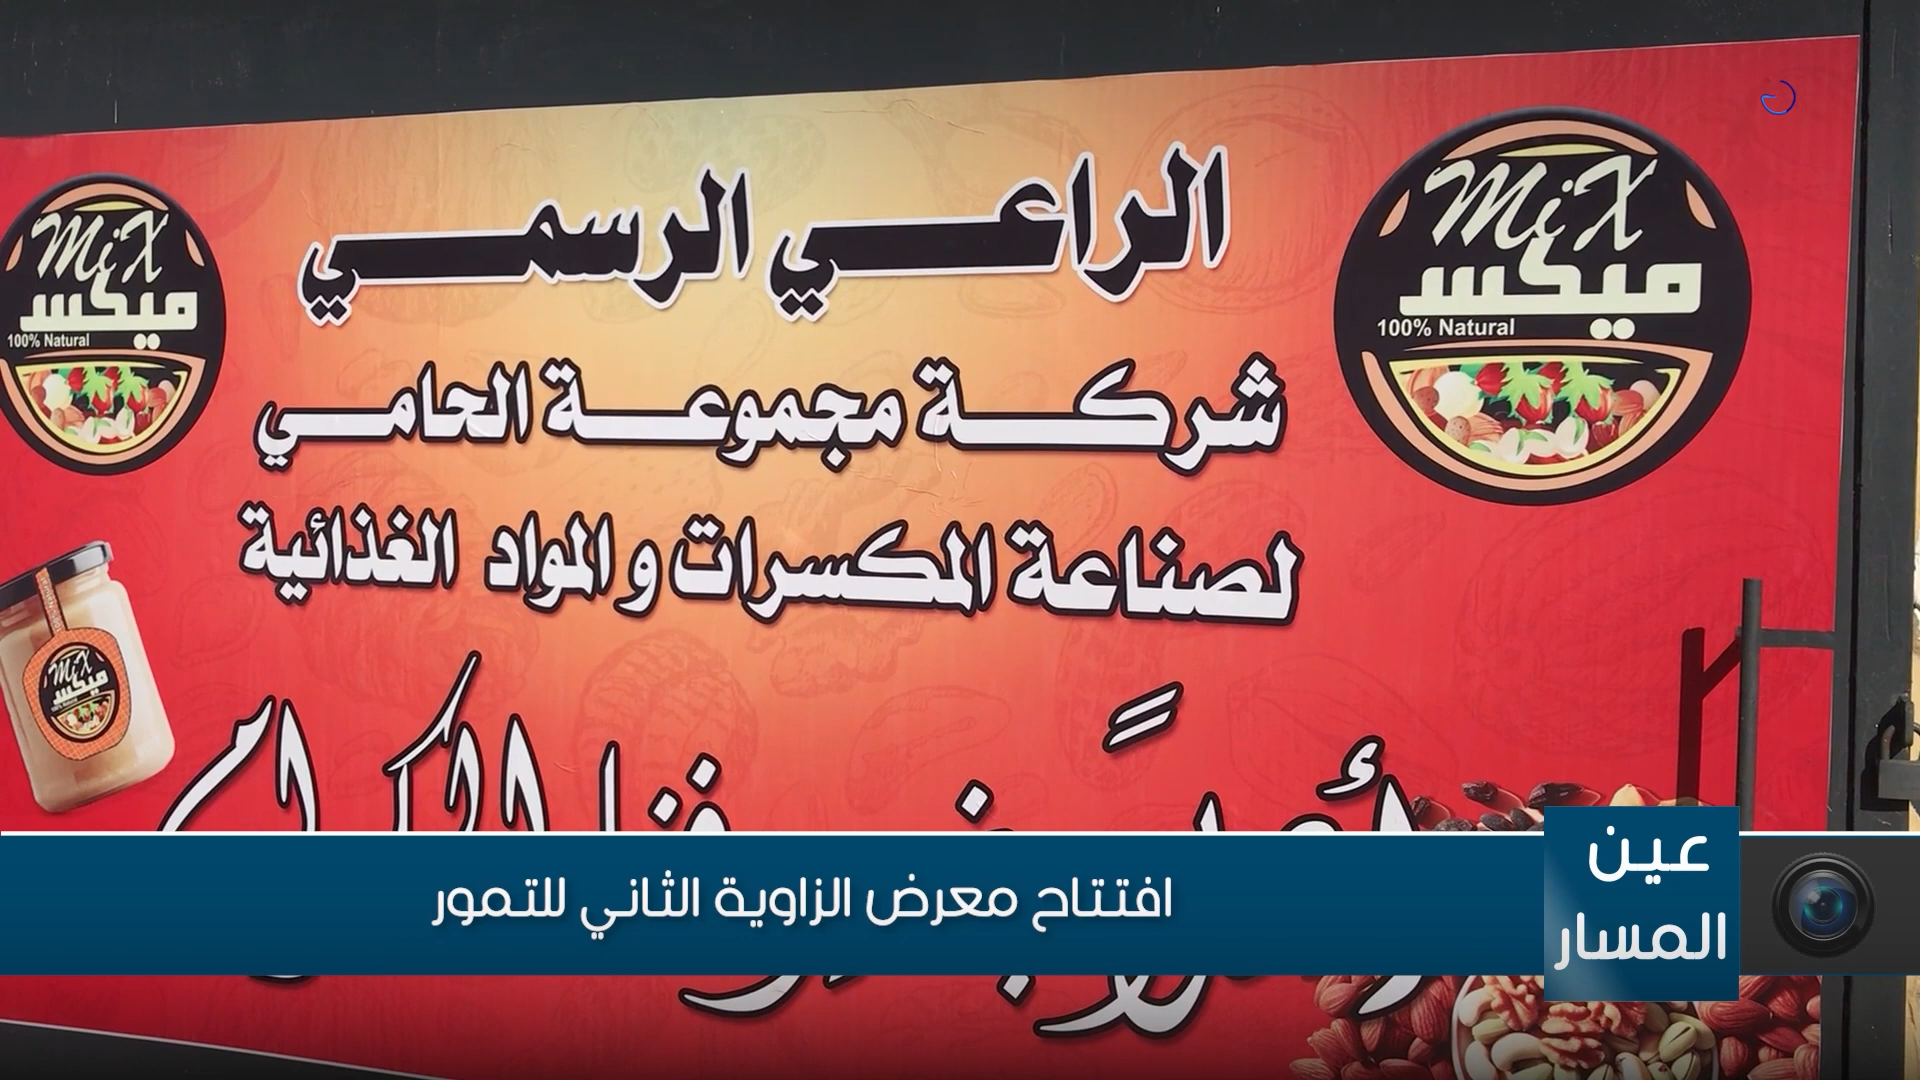 الراعي الرسمي
MiX
ميكس
100% Natural
MiX
ميكس
100% Natural
شركة مجموعة الحامي
لصناعة المكسرات و المواد الغذائية
MiX
ميكس
الكرام
عين
المسار
افتتاح معرض الزاوية الثاني للتمور